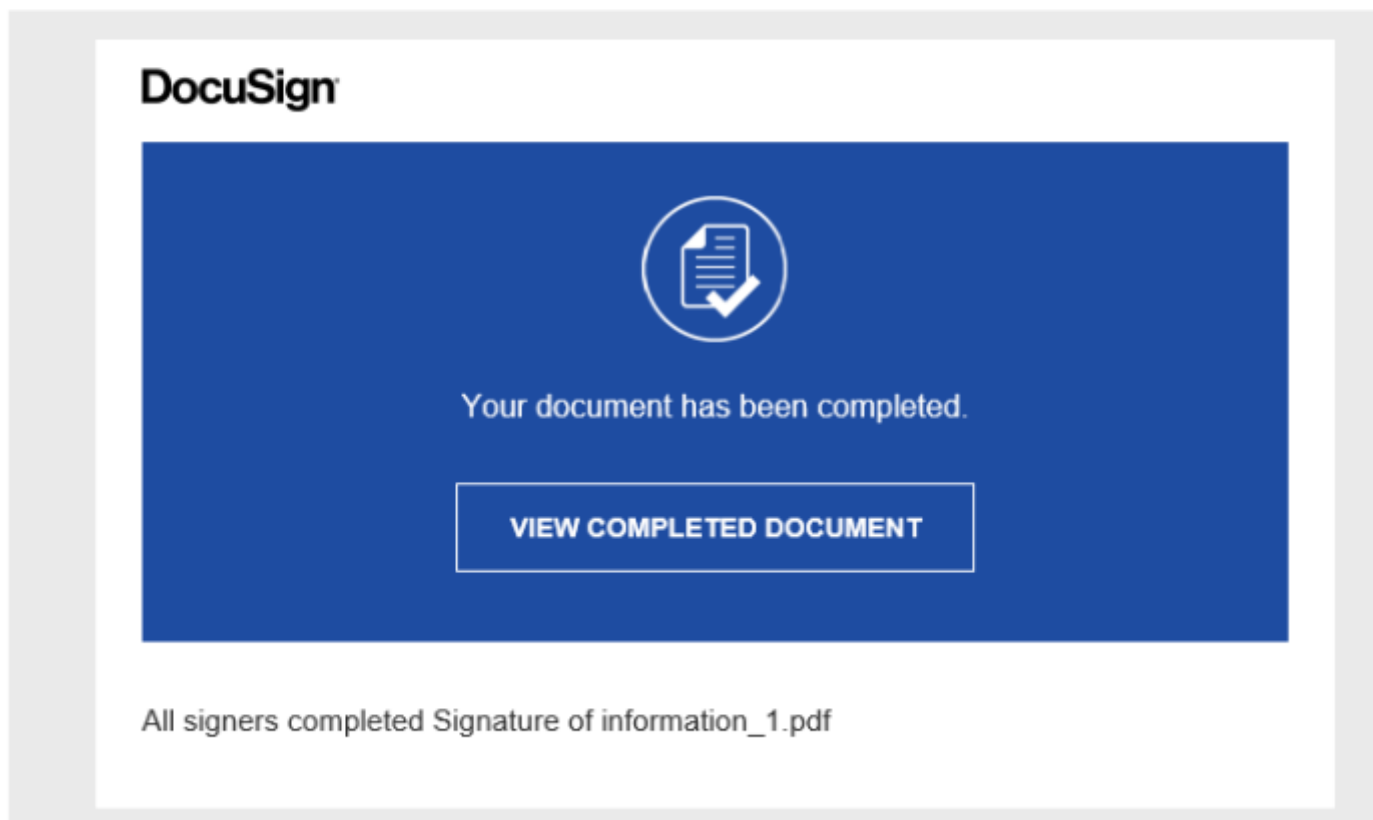 DocuSign
Your document has been completed.
VIEW COMPLETED DOCUMENT
All signers completed Signature of information_1.pdf